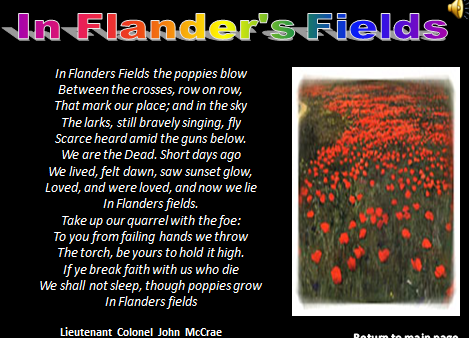 In Flander's Fields
In Flanders Fields the poppies blow
Between the crosses, row on row,
That mark our place; and in the sky
The larks, still bravely singing, fly
Scarce heard amid the guns below.
We are the Dead. Short days ago
We lived, felt dawn, saw sunset glow,
Loved, and were loved, and now we lie
In Flanders fields.
Take up our quarrel with the foe:
To you from failing hands we throw
The torch, be yours to hold it high.
If ye break faith with us who die
We shall not sleep, though poppies grow
In Flanders fields
Lieutenant Colonel John McCrae
Return to main page